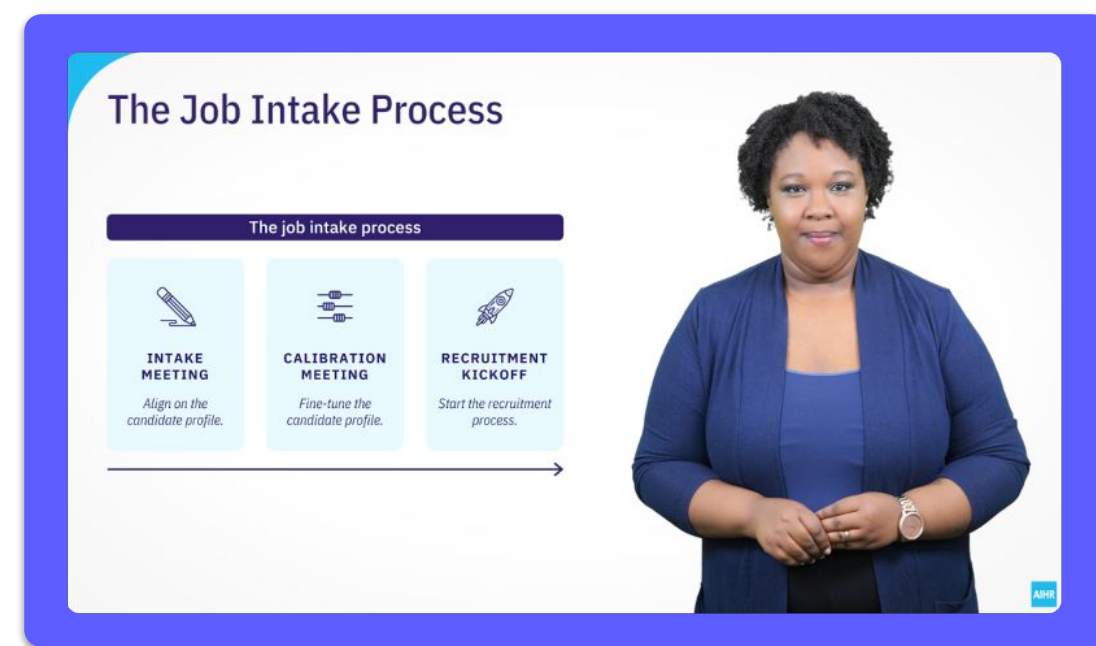 The Job Intake Process
The job intake process
INTAKE
MEETING
Align on the
candidate profile.
CALIBRATION
MEETING
Fine-tune the
candidate profile.
RECRUITMENT
KICKOFF
Start the recruitment
process.
AIHR